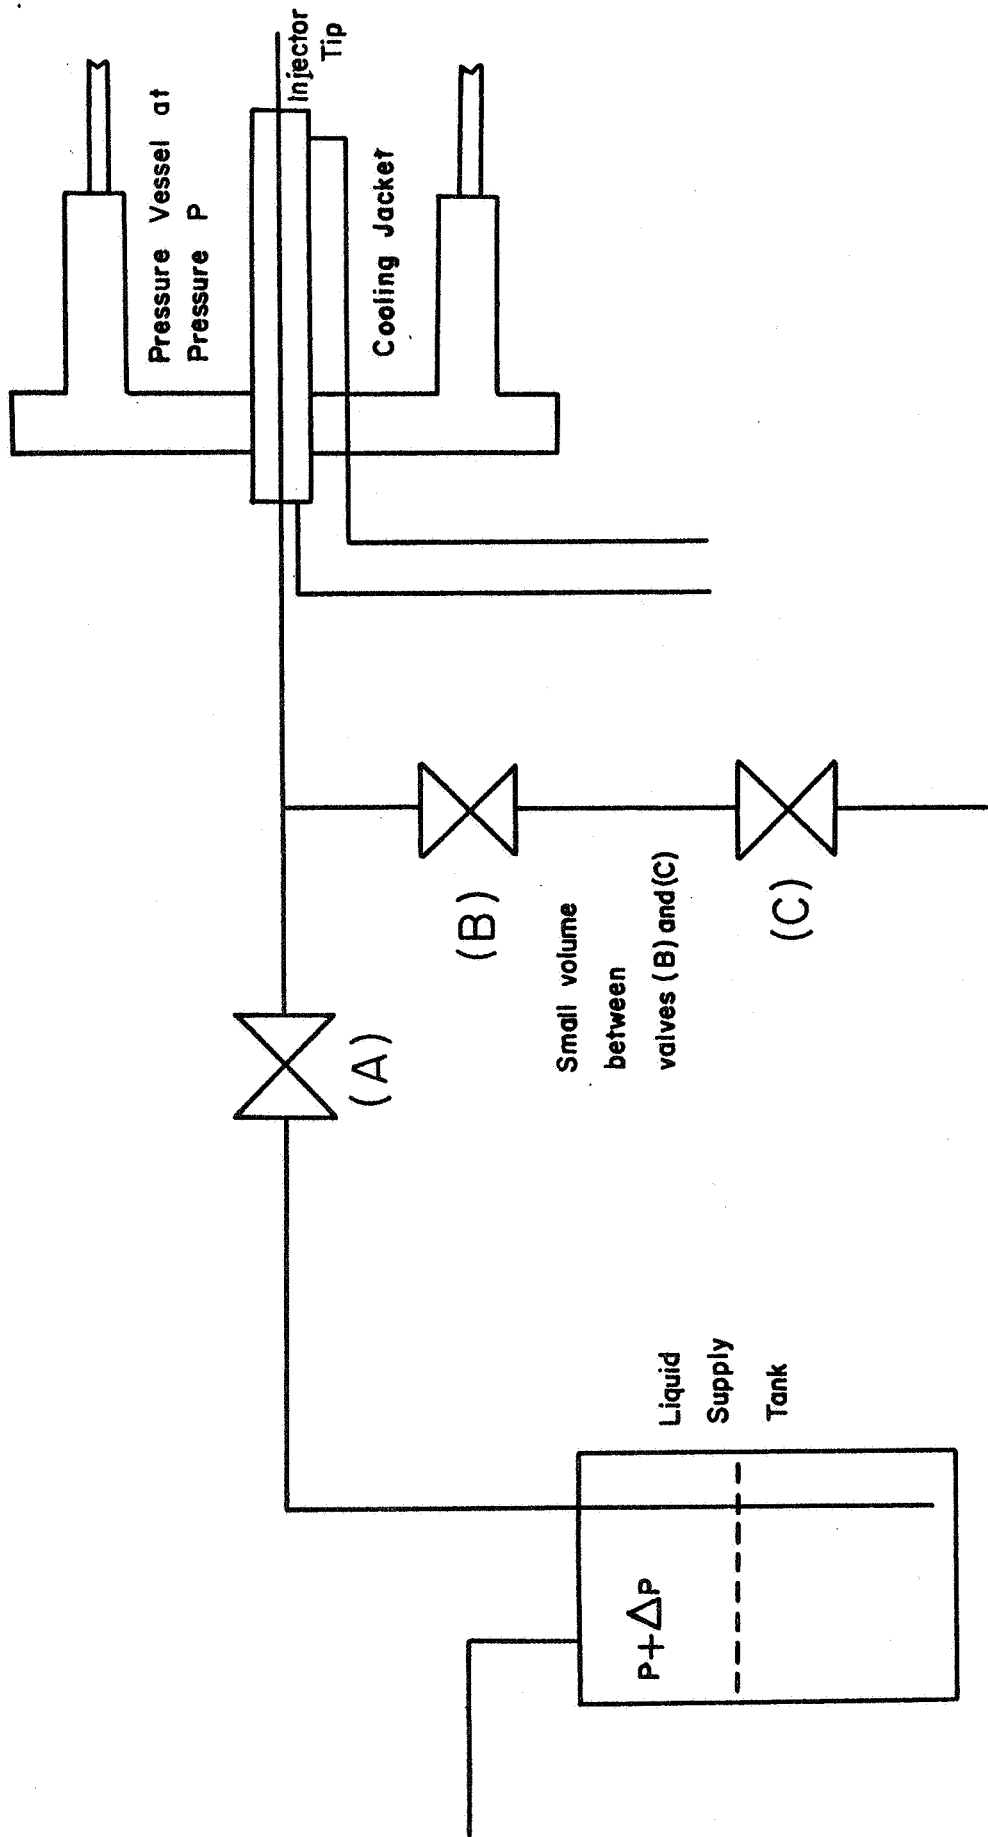 Pressure Vessel at
Pressure P
Injector
Tip
Cooling Jacket
(A)
(B)
Small volume
between
valves (B) and (C)
(C)
Liquid
Supply
Tank
P+ΔP